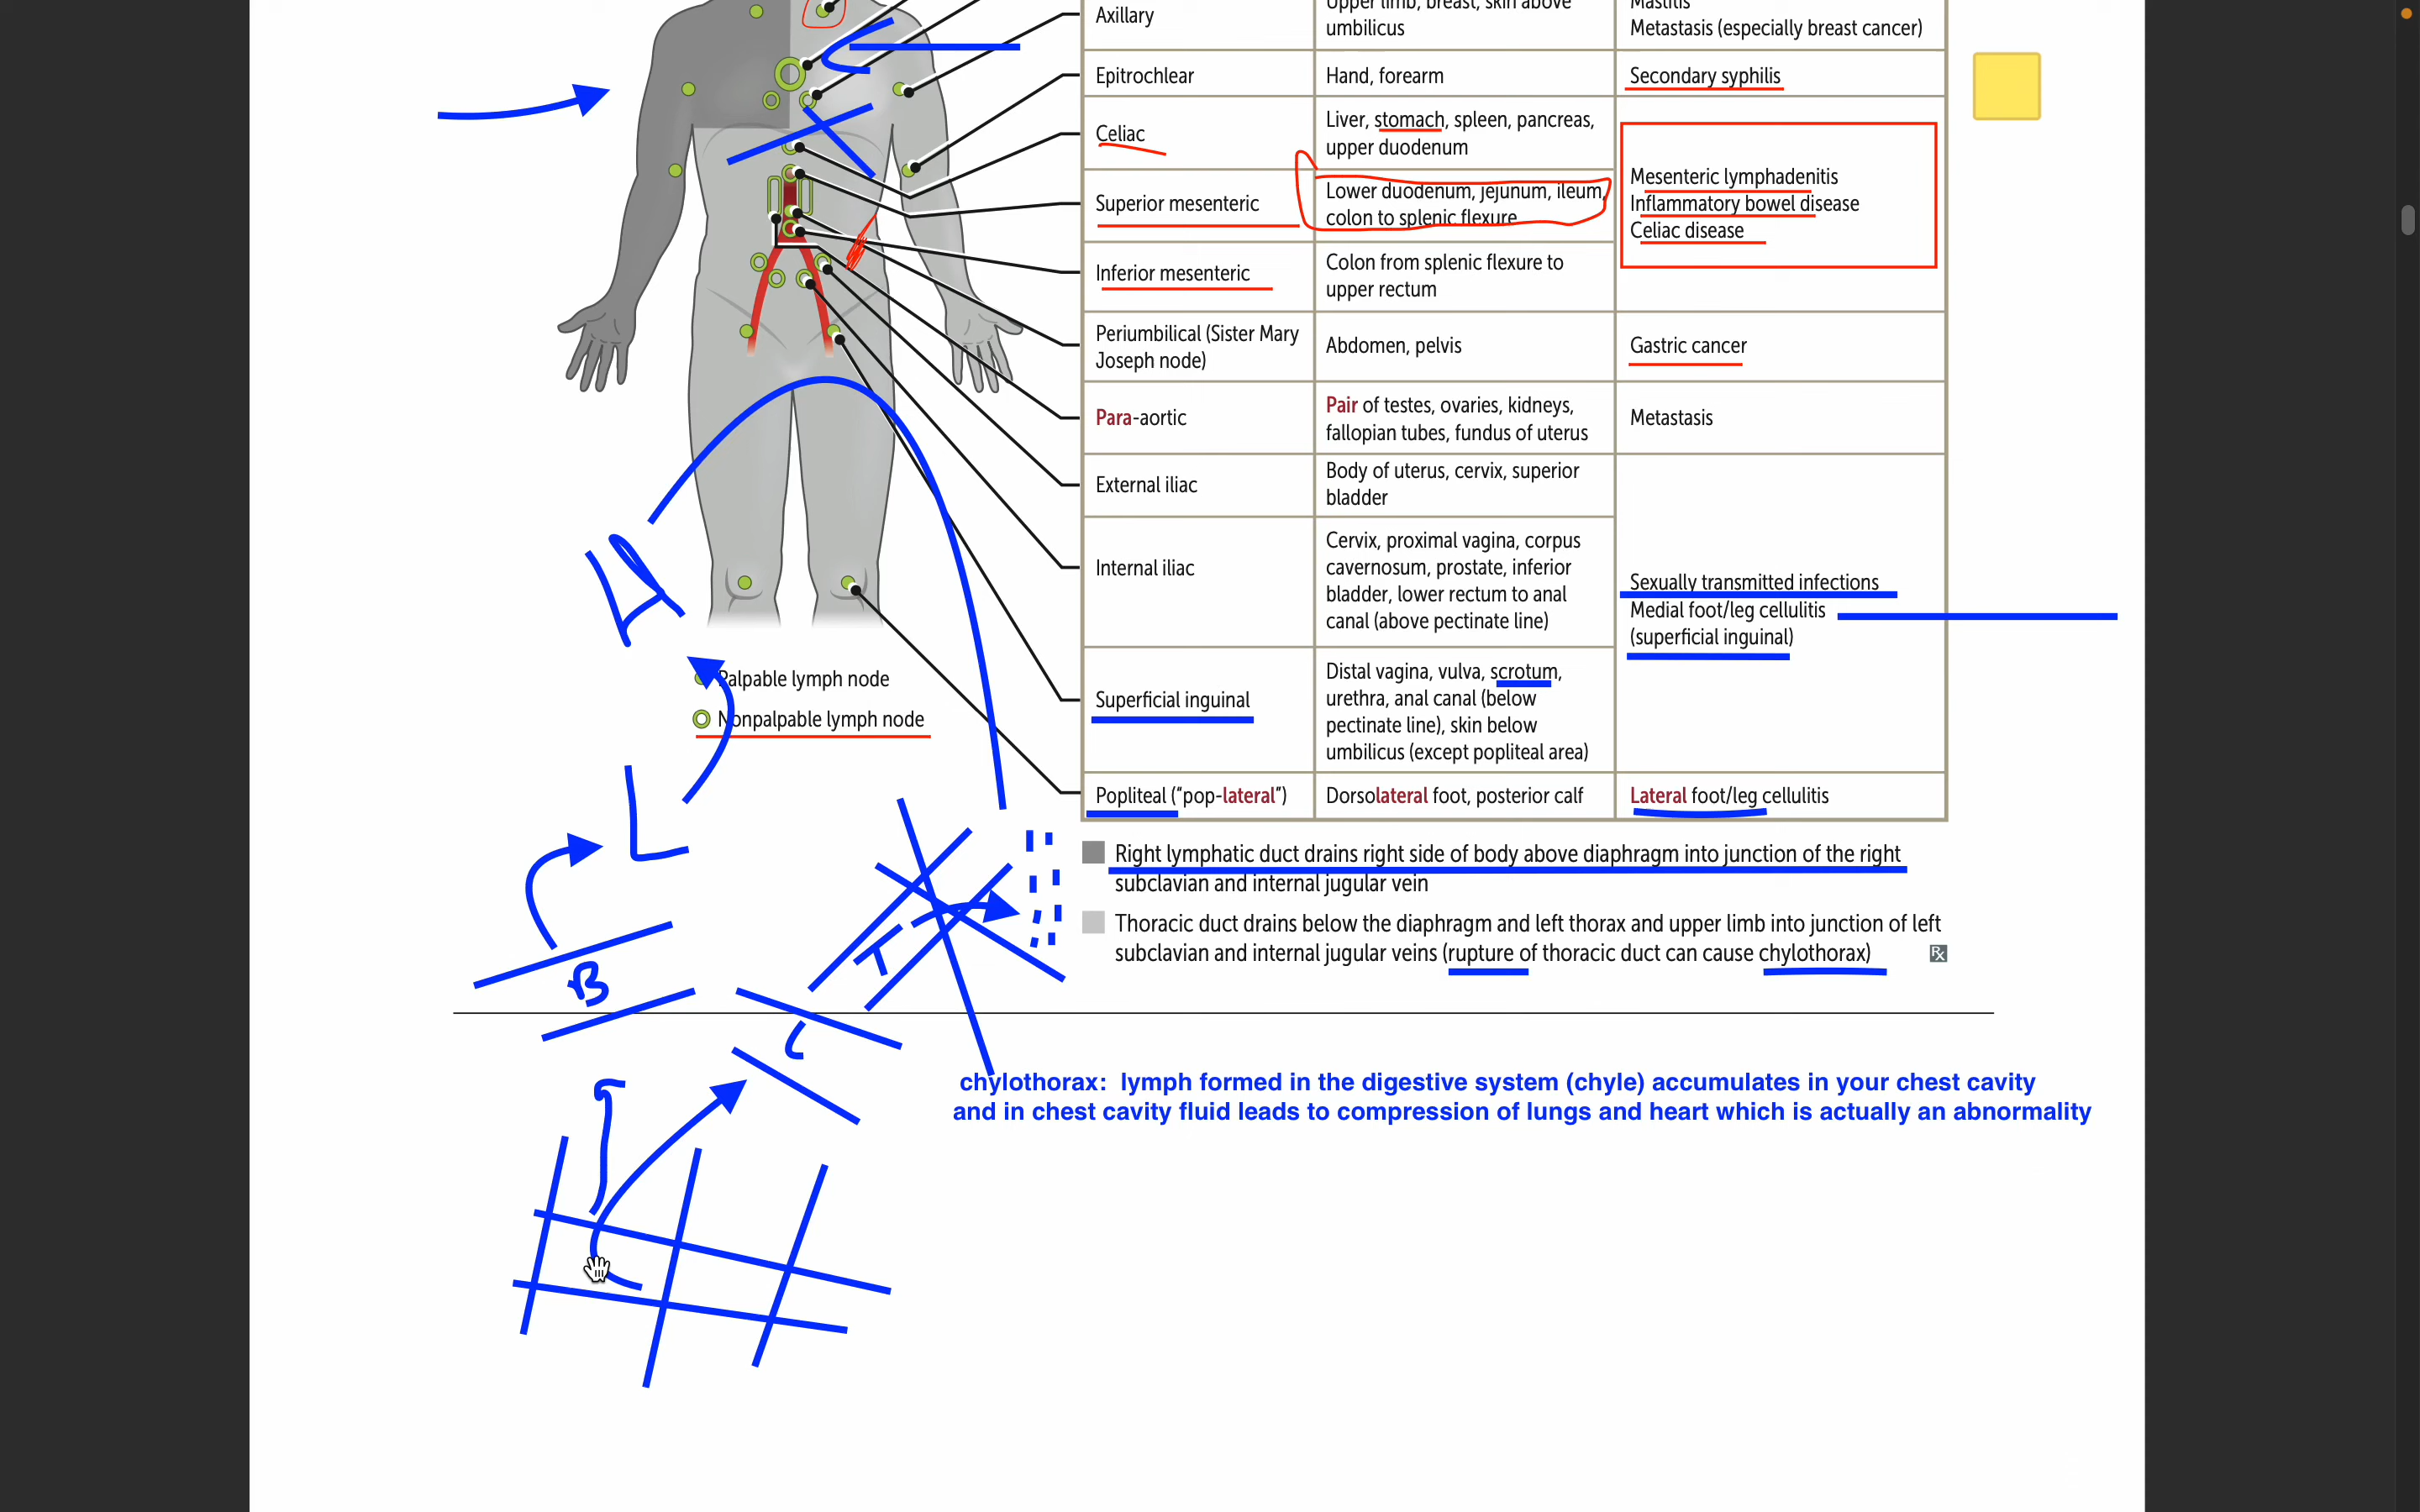 Axillary
Upper limb, breast, skin above
umbilicus
Mastitis
Metastasis (especially breast cancer)
Epitrochlear
Hand, forearm
Secondary syphilis
Celiac
Liver, stomach, spleen, pancreas,
upper duodenum
Mesenteric lymphadenitis
Inflammatory bowel disease
Celiac disease
Superior mesenteric
Lower duodenum, jejunum, ileum,
colon to splenic flexure
Inferior mesenteric
Colon from splenic flexure to
upper rectum
Periumbilical (Sister Mary
Joseph node)
Abdomen, pelvis
Gastric cancer
Para-aortic
Pair of testes, ovaries, kidneys,
fallopian tubes, fundus of uterus
Metastasis
External iliac
Body of uterus, cervix, superior
bladder
Internal iliac
Cervix, proximal vagina, corpus
cavernosum, prostate, inferior
bladder, lower rectum to anal
canal (above pectinate line)
Sexually transmitted infections
Medial foot/leg cellulitis
(superficial inguinal)
Superficial inguinal
Distal vagina, vulva, scrotum,
urethra, anal canal (below
pectinate line), skin below
umbilicus (except popliteal area)
Popliteal (“pop-lateral”)
Dorsolateral foot, posterior calf
Lateral foot/leg cellulitis
Palpable lymph node
Nonpalpable lymph node
L
B
Right lymphatic duct drains right side of body above diaphragm into junction of the right
subclavian and internal jugular vein
Thoracic duct drains below the diaphragm and left thorax and upper limb into junction of left
subclavian and internal jugular veins (rupture of thoracic duct can cause chylothorax)
Rx
chylothorax: lymph formed in the digestive system (chyle) accumulates in your chest cavity
and in chest cavity fluid leads to compression of lungs and heart which is actually an abnormality